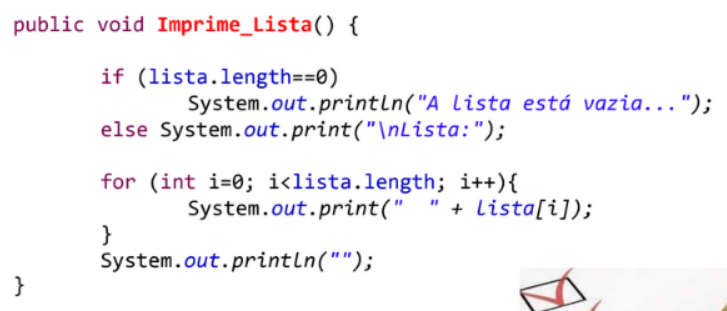 public void Imprime_Lista() {
if (lista.length==0)
System.out.println("A lista está vazia...");
else System.out.print("\nLista:");
for (int i=0; i<lista.length; i++){
System.out.print("  " + lista[i]);
}
System.out.println("");
}